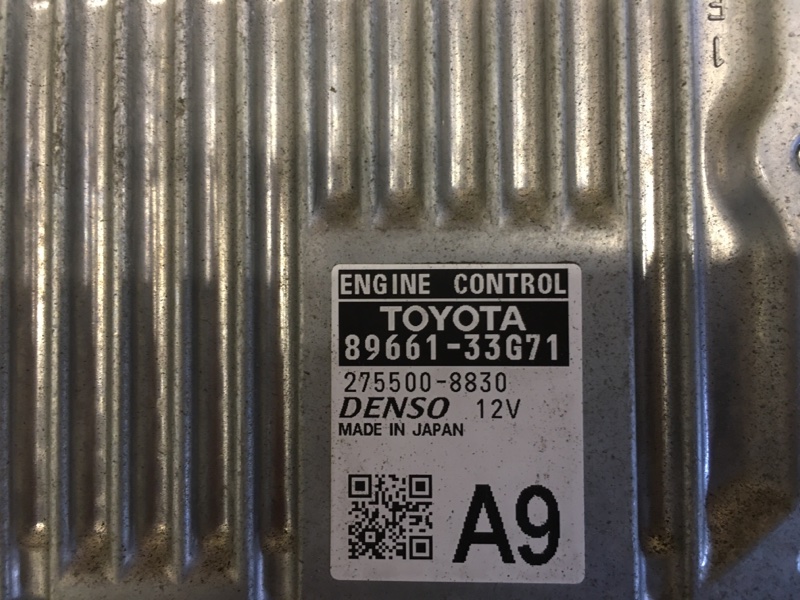 ENGINE CONTROL
TOYOTA
89661-33G71
275500-8830
DENSO 12V
MADE IN JAPAN
A9